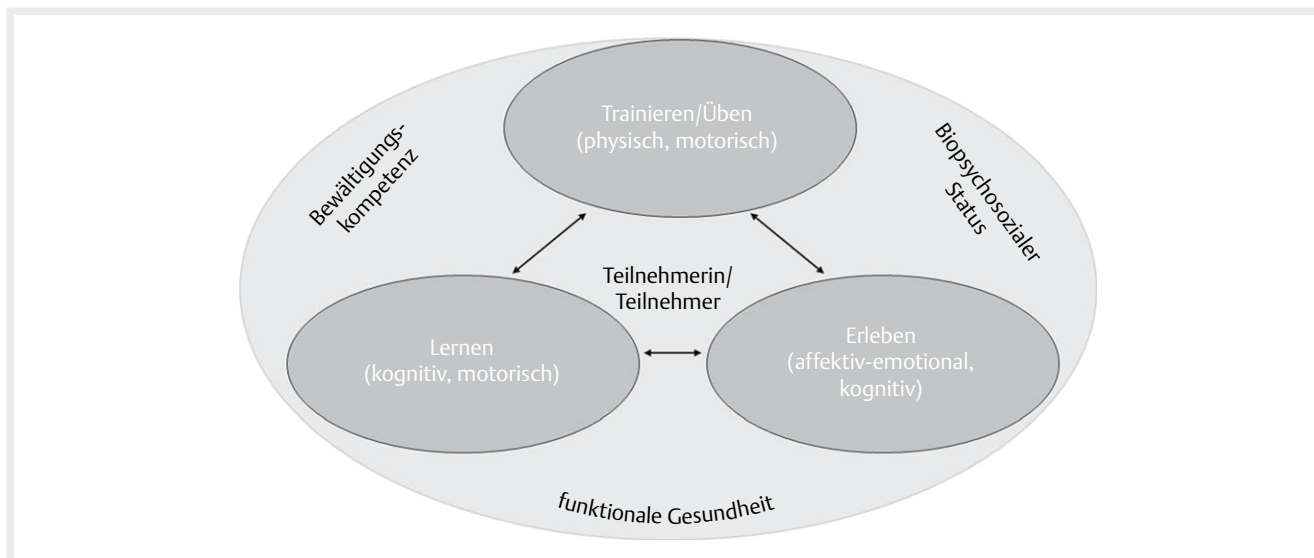 Trainieren/Üben
(physisch, motorisch)
Bewältigungs-
kompetenz
Biopsychosozialer
Status
Teilnehmerin/
Teilnehmer
Lernen
(kognitiv, motorisch)
Erleben
(affektiv-emotional,
kognitiv)
funktionale Gesundheit